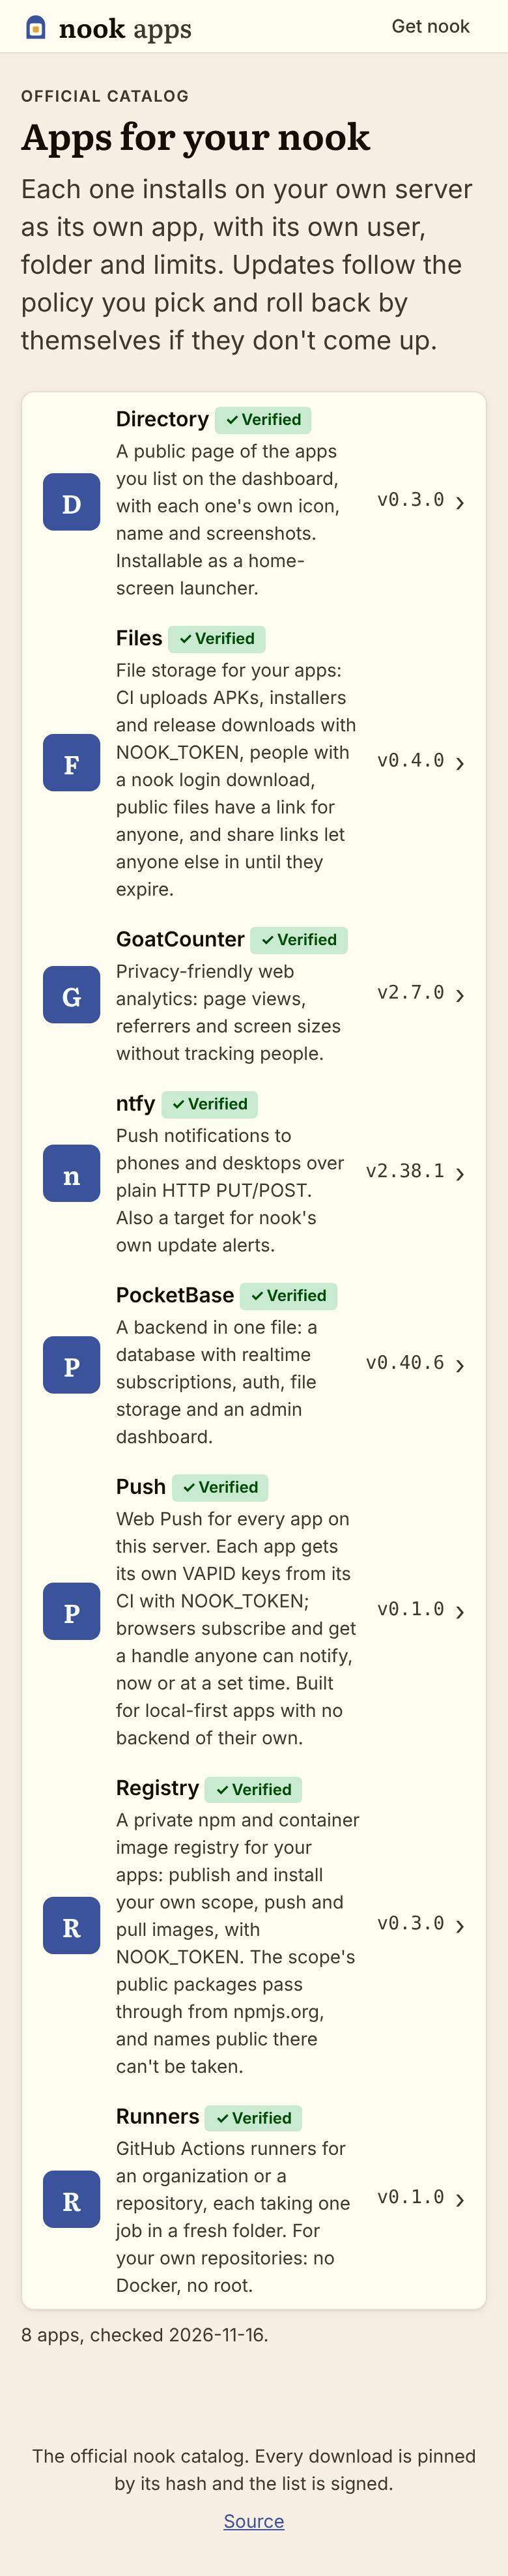 nook apps
Get nook
OFFICIAL CATALOG
Apps for your nook
Each one installs on your own server
as its own app, with its own user,
folder and limits. Updates follow the
policy you pick and roll back by
themselves if they don't come up.
Directory ✓ Verified
A public page of the apps
you list on the dashboard,
with each one's own icon,
name and screenshots.
Installable as a home-
screen launcher.
D
v0.3.0 ›
Files ✓ Verified
File storage for your apps:
CI uploads APKs, installers
and release downloads with
NOOK_TOKEN, people with
a nook login download,
public files have a link for
anyone, and share links let
anyone else in until they
expire.
F
v0.4.0 ›
GoatCounter ✓ Verified
Privacy-friendly web
analytics: page views,
referrers and screen sizes
without tracking people.
G
v2.7.0 ›
ntfy ✓ Verified
Push notifications to
phones and desktops over
plain HTTP PUT/POST.
Also a target for nook's
own update alerts.
n
v2.38.1 ›
PocketBase ✓ Verified
A backend in one file: a
database with realtime
subscriptions, auth, file
storage and an admin
dashboard.
P
v0.40.6 ›
Push ✓ Verified
Web Push for every app on
this server. Each app gets
its own VAPID keys from its
CI with NOOK_TOKEN;
browsers subscribe and get
a handle anyone can notify,
now or at a set time. Built
for local-first apps with no
backend of their own.
P
v0.1.0 ›
Registry ✓ Verified
A private npm and container
image registry for your
apps: publish and install
your own scope, push and
pull images, with
NOOK_TOKEN. The scope's
public packages pass
through from npmjs.org,
and names public there
can't be taken.
R
v0.3.0 ›
Runners ✓ Verified
GitHub Actions runners for
an organization or a
repository, each taking one
job in a fresh folder. For
your own repositories: no
Docker, no root.
R
v0.1.0 ›
8 apps, checked 2026-11-16.
The official nook catalog. Every download is pinned
by its hash and the list is signed.
Source